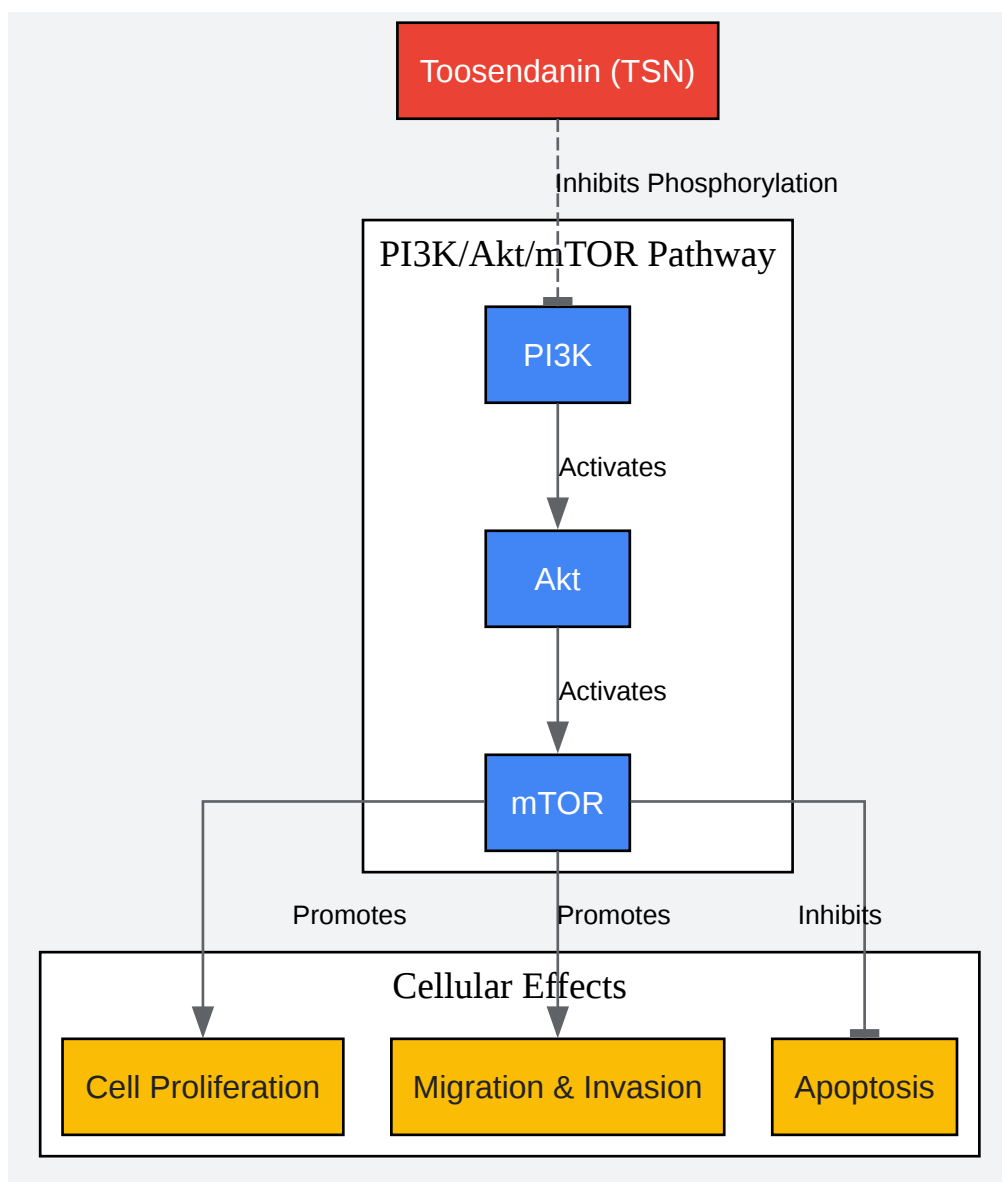 Toosendanin (TSN)
Inhibits Phosphorylation
PI3K/Akt/mTOR Pathway
PI3K
Activates
Akt
Activates
mTOR
Promotes
Promotes
Inhibits
Cellular Effects
Cell Proliferation
Migration & Invasion
Apoptosis